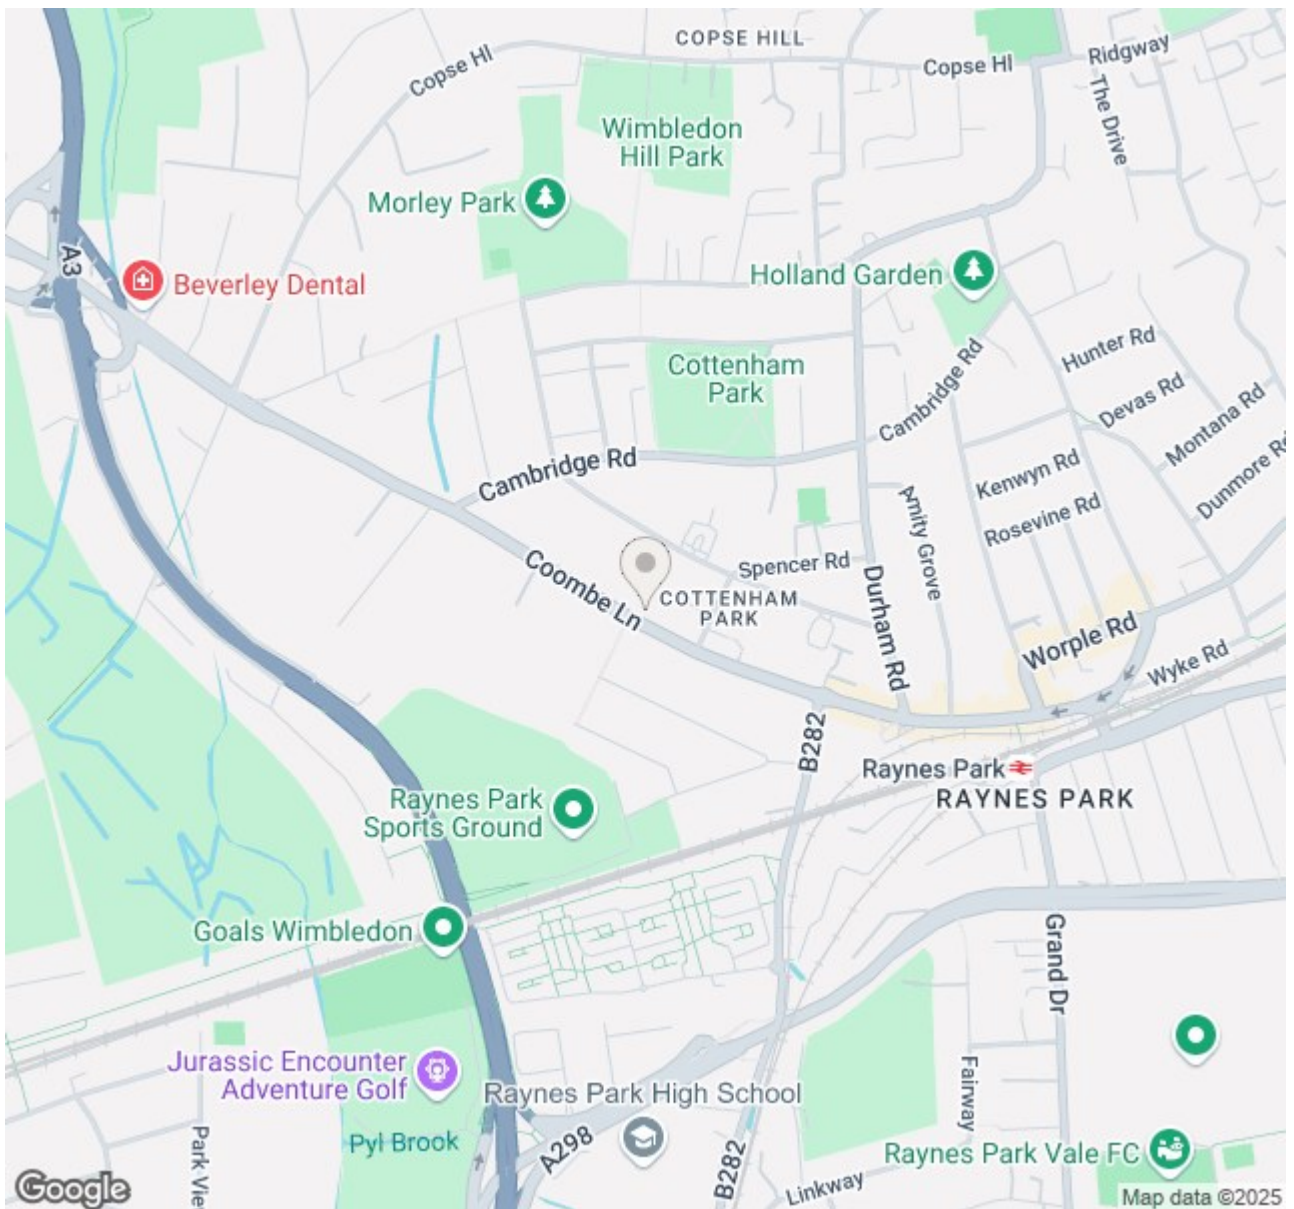 COPSE HILL
Copse Hl
Copse Hl
Ridgway
The Drive
Wimbledon
Hill Park
Morley Park
A3
Beverley Dental
Holland Garden
Hunter Rd
Cottenham
Park
Cambridge Rd
Devas Rd
Montana Rd
Dunmore Rd
Cambridge Rd
Kenwyn Rd
Rosevine Rd
Amity Grove
Coombe Ln
Spencer Rd
COTTENHAM
PARK
Durham Rd
Worple Rd
Wyke Rd
B282
Raynes Park
RAYNES PARK
Raynes Park
Sports Ground
Goals Wimbledon
Grand Dr
Jurassic Encounter
Adventure Golf
Raynes Park High School
Fairway
Park Vie
Pyl Brook
A298
B282
Raynes Park Vale FC
Linkway
Google
Map data ©2025